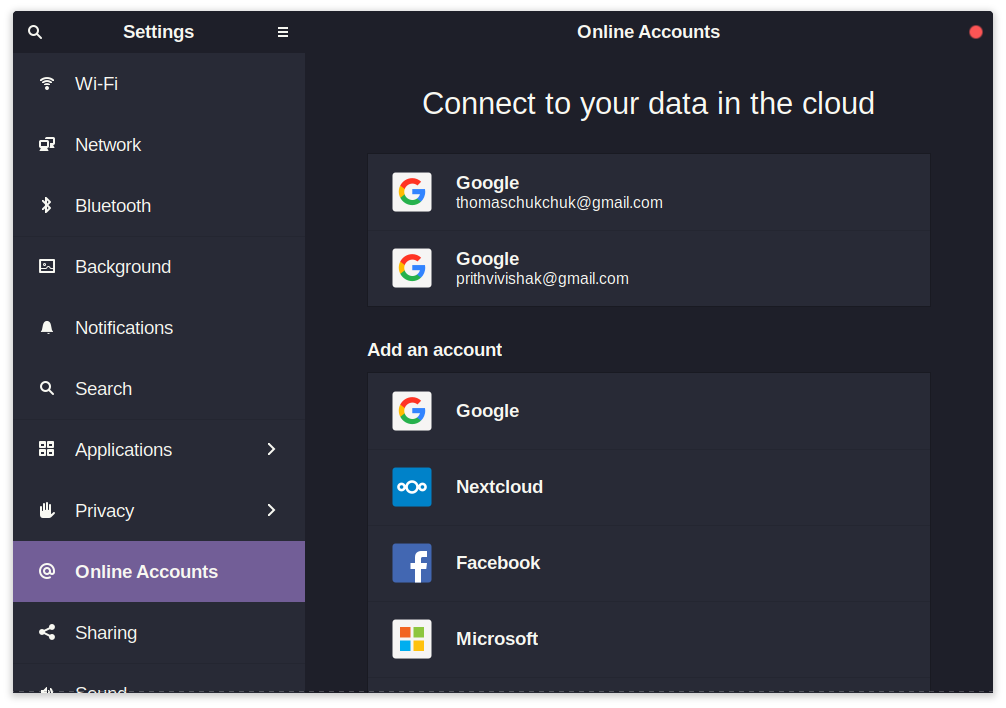 Settings
Online Accounts
Wi-Fi
Network
Bluetooth
Background
Notifications
Search
Applications
Privacy
Online Accounts
Sharing
Sound
Connect to your data in the cloud
Google
thomaschukchuk@gmail.com
Google
prithvivishak@gmail.com
Add an account
Google
Nextcloud
Facebook
Microsoft